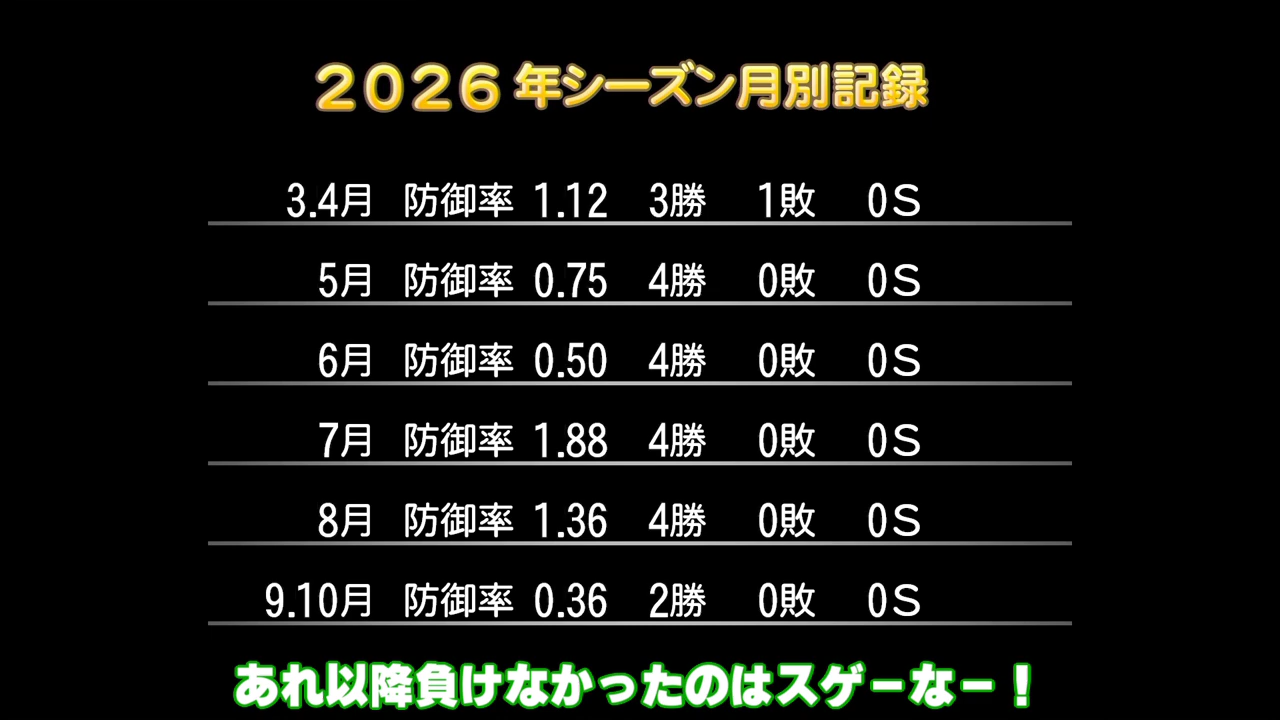 ２０２６年シーズン月別記録
3.4月 防御率 1.12 3勝 1敗 0Ｓ
5月 防御率 0.75 4勝 0敗 0Ｓ
6月 防御率 0.50 4勝 0敗 0Ｓ
7月 防御率 1.88 4勝 0敗 0Ｓ
8月 防御率 1.36 4勝 0敗 0Ｓ
9.10月 防御率 0.36 2勝 0敗 0Ｓ
あれ以降負けなかったのはスゲーなー！